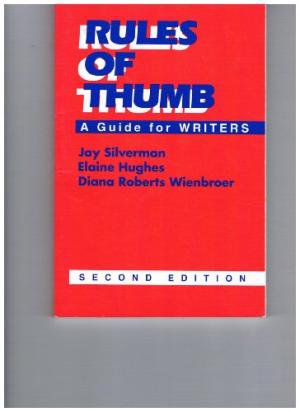 RULES
OF
THUMB
A Guide for WRITERS
Jay Silverman
Elaine Hughes
Diana Roberts Wienbroer
SECOND EDITION